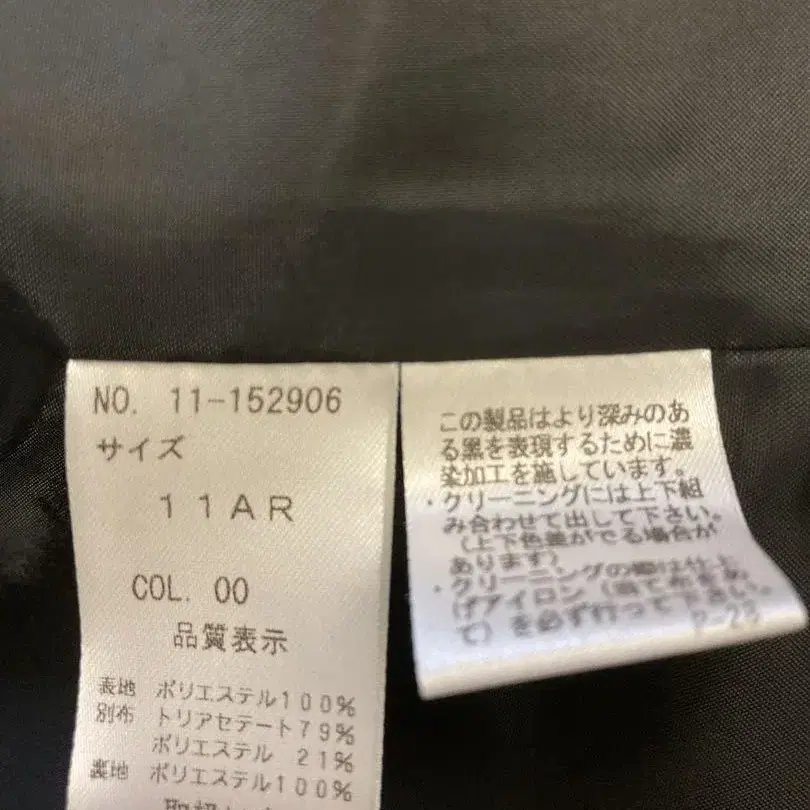 NO. 11-152906
サイズ
11AR
COL. 00
品質表示
表地 ポリエステル100%
別布 トリアセテート79%
ポリエステル 21%
裏地 ポリエステル100%
この製品はより深みのあ
る黒を表現するために濃
染加工を施しています。
・クリーニングには上下組
み合わせて出して下さい。
(上下色差がでる場合が
あります)
・クリーニングの際は仕上
げアイロン(当て布をあ
て)を必ず行って下さい。
P-23